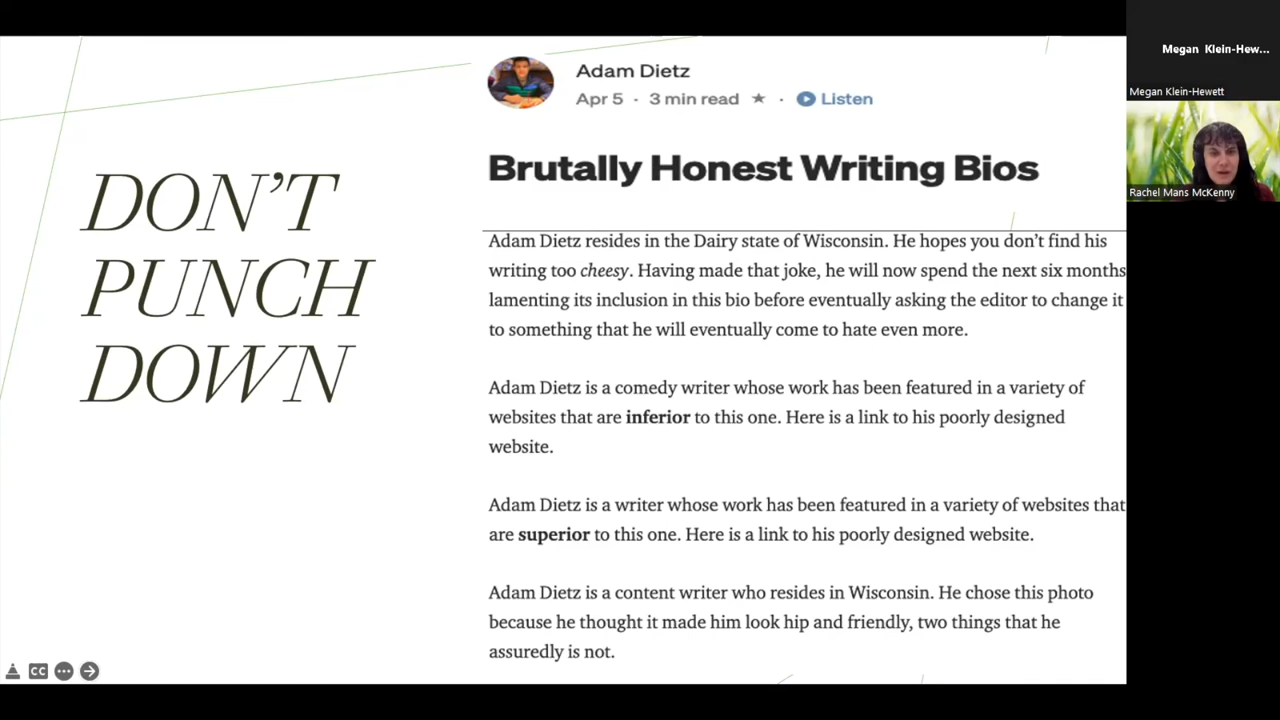 DON'T
PUNCH
DOWN
Adam Dietz
Apr 5 · 3 min read ★ · Listen
Brutally Honest Writing Bios
Adam Dietz resides in the Dairy state of Wisconsin. He hopes you don't find his
writing too cheesy. Having made that joke, he will now spend the next six months
lamenting its inclusion in this bio before eventually asking the editor to change it
to something that he will eventually come to hate even more.
Adam Dietz is a comedy writer whose work has been featured in a variety of
websites that are inferior to this one. Here is a link to his poorly designed
website.
Adam Dietz is a writer whose work has been featured in a variety of websites that
are superior to this one. Here is a link to his poorly designed website.
Adam Dietz is a content writer who resides in Wisconsin. He chose this photo
because he thought it made him look hip and friendly, two things that he
assuredly is not.
CC
Megan Klein-Hew...
Megan Klein-Hewett
Rachel Mans McKenny